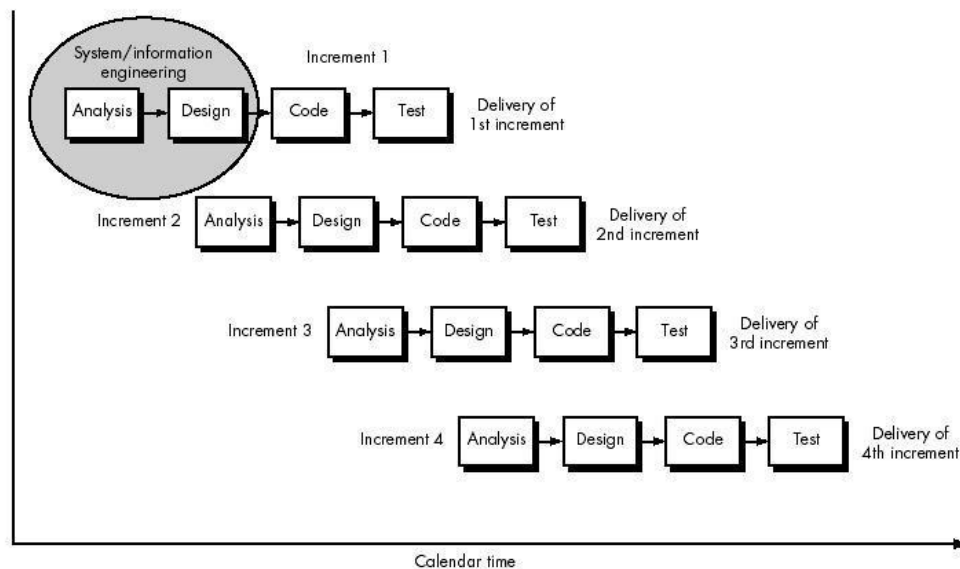 System/information
engineering
Increment 1
Analysis
Design
Code
Test
Delivery of
1st increment
Increment 2
Analysis
Design
Code
Test
Delivery of
2nd increment
Increment 3
Analysis
Design
Code
Test
Delivery of
3rd increment
Increment 4
Analysis
Design
Code
Test
Delivery of
4th increment
Calendar time